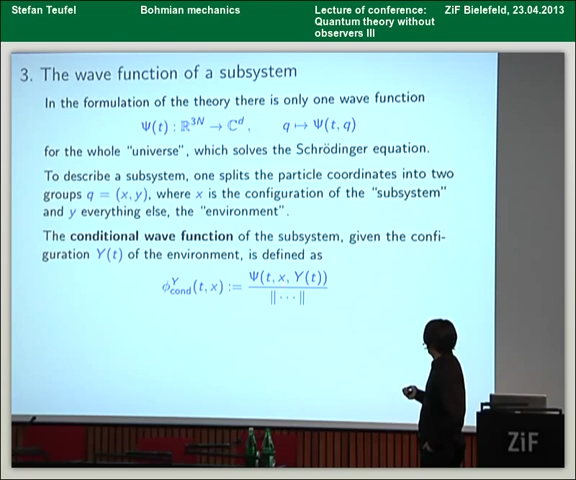 Stefan Teufel Bohmian mechanics Lecture of conference: ZiF Bielefeld, 23.04.2013
Quantum theory without
observers III
3. The wave function of a subsystem
In the formulation of the theory there is only one wave function
Ψ(t) : ℝ³ᴺ → ℂᵈ, q ↦ Ψ(t, q)
for the whole “universe”, which solves the Schrödinger equation.
To describe a subsystem, one splits the particle coordinates into two
groups q = (x, y), where x is the configuration of the “subsystem”
and y everything else, the “environment”.
The conditional wave function of the subsystem, given the confi-
guration Y(t) of the environment, is defined as
ϕ^Y_cond(t, x) := Ψ(t, x, Y(t)) / ‖ · · · ‖
ZiF